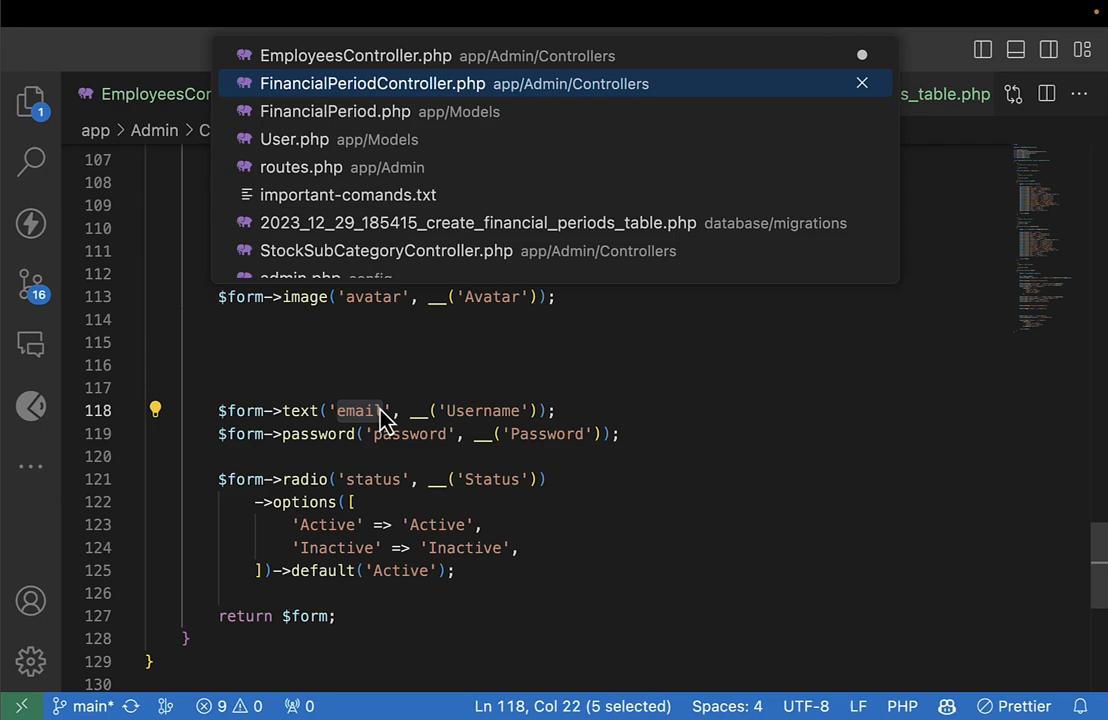 EmployeesController.php app/Admin/Controllers
FinancialPeriodController.php app/Admin/Controllers
FinancialPeriod.php app/Models
User.php app/Models
routes.php app/Admin
important-comands.txt
2023_12_29_185415_create_financial_periods_table.php database/migrations
StockSubCategoryController.php app/Admin/Controllers
admin.php config
EmployeesCor
s_table.php
app > Admin > C
1
16
107
108
109
110
111
112
113 $form->image('avatar', __('Avatar'));
114
115
116
117
118 $form->text('email', __('Username'));
119 $form->password('password', __('Password'));
120
121 $form->radio('status', __('Status'))
122 ->options([
123 'Active' => 'Active',
124 'Inactive' => 'Inactive',
125 ])->default('Active');
126
127 return $form;
128 }
129 }
130
main* 9 0 0 Ln 118, Col 22 (5 selected) Spaces: 4 UTF-8 LF PHP Prettier